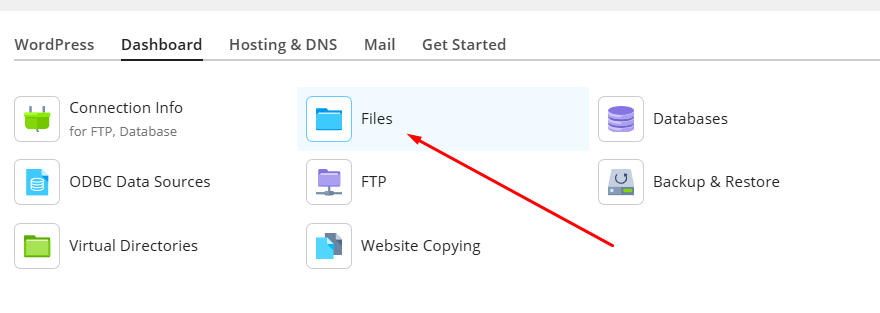 WordPress Dashboard Hosting & DNS Mail Get Started
Connection Info
for FTP, Database
Files
Databases
ODBC Data Sources
FTP
Backup & Restore
Virtual Directories
Website Copying